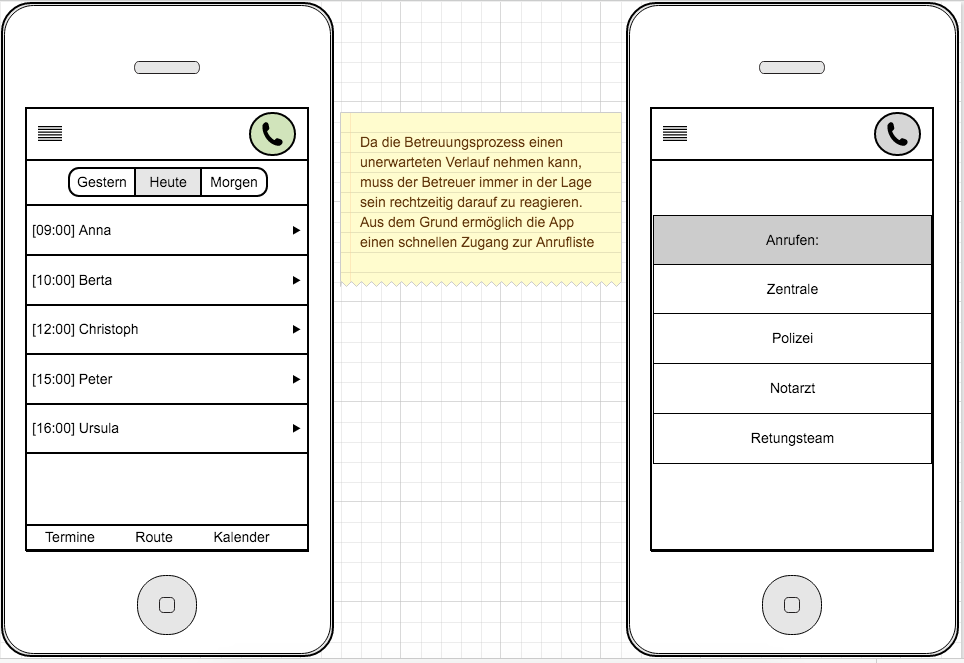 Gestern Heute Morgen
[09:00] Anna
[10:00] Berta
[12:00] Christoph
[15:00] Peter
[16:00] Ursula
Termine Route Kalender
Da die Betreuungsprozess einen
unerwarteten Verlauf nehmen kann,
muss der Betreuer immer in der Lage
sein rechtzeitig darauf zu reagieren.
Aus dem Grund ermöglich die App
einen schnellen Zugang zur Anrufliste
Anrufen:
Zentrale
Polizei
Notarzt
Retungsteam